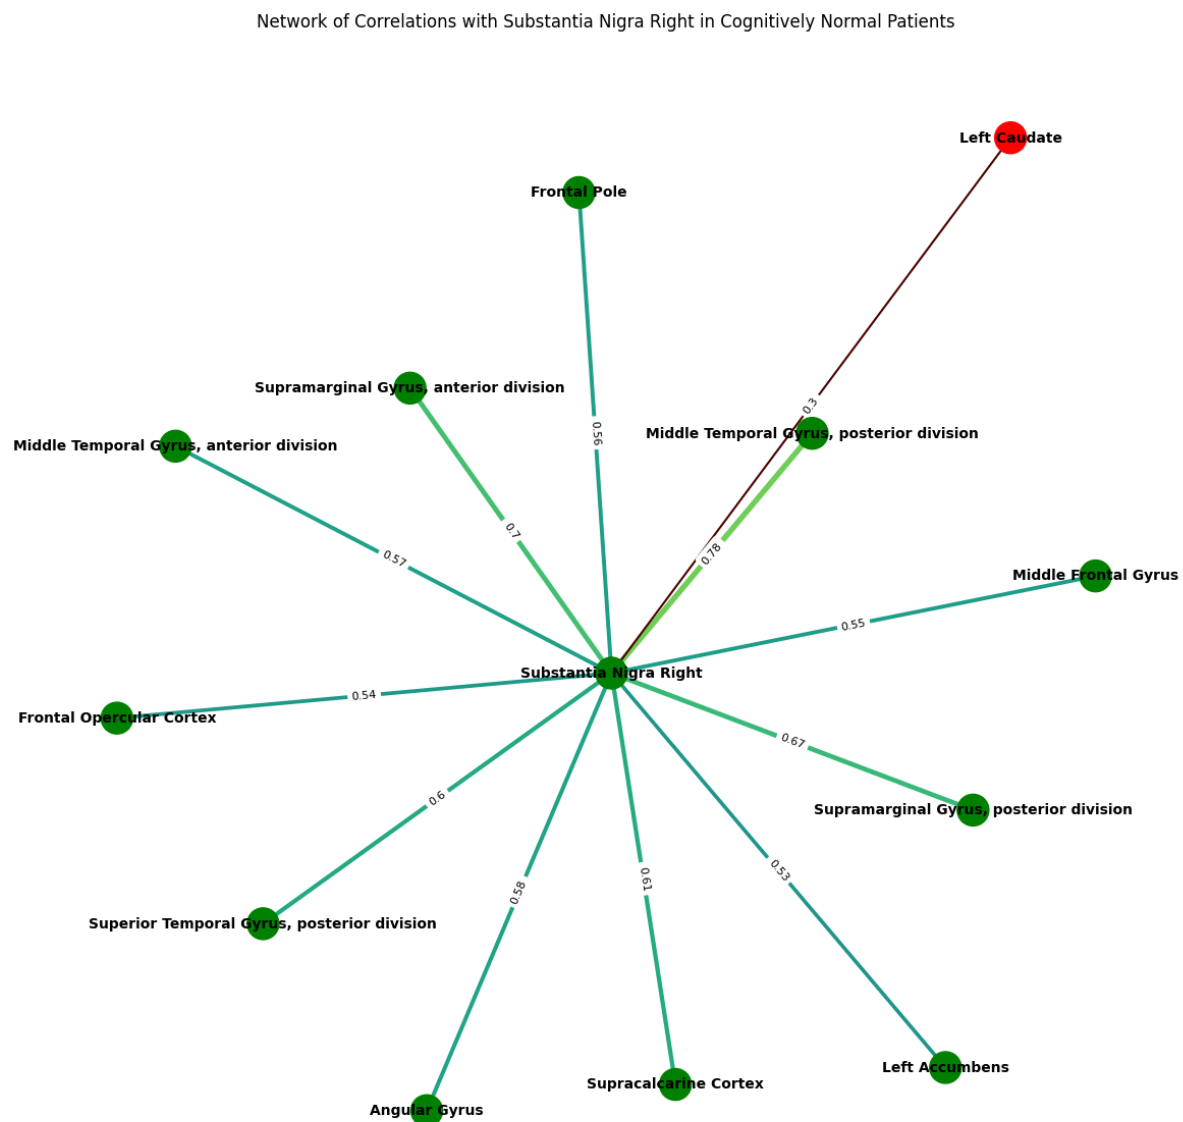 Network of Correlations with Substantia Nigra Right in Cognitively Normal Patients
Left Caudate
Frontal Pole
Supramarginal Gyrus, anterior division
0.3
Middle Temporal Gyrus, posterior division
0.56
Middle Temporal Gyrus, anterior division
0.7
0.78
0.57
Middle Frontal Gyrus
0.55
Substantia Nigra Right
0.54
Frontal Opercular Cortex
0.67
0.6
Supramarginal Gyrus, posterior division
0.53
0.61
0.58
Superior Temporal Gyrus, posterior division
Left Accumbens
Supracalcarine Cortex
Angular Gyrus